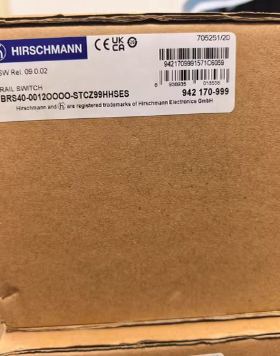 HIRSCHMANN
705251/20
SW Rel. 09.0.02
9421709991571C6059
RAIL SWITCH
BRS40-0012OOOO-STCZ99HHSES
942 170-999
Hirschmann and h are registered trademarks of Hirschmann Electronics GmbH